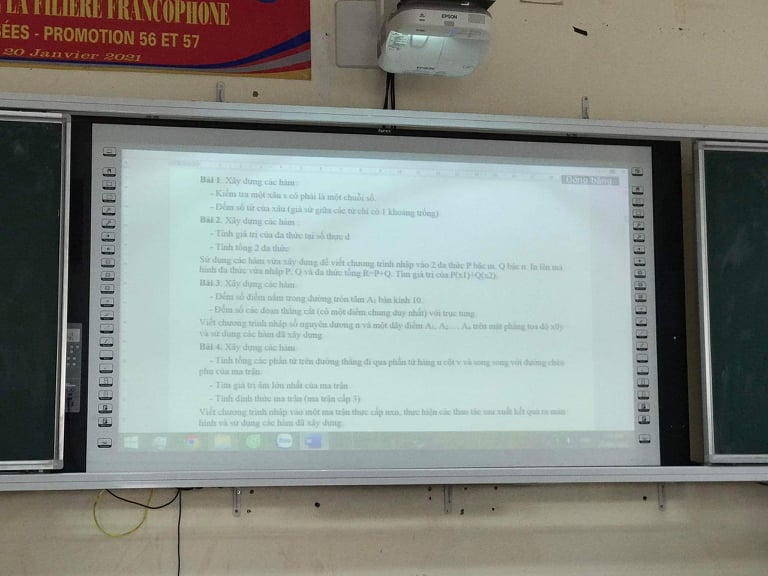 LA FILIÈRE FRANCOPHONE
ÉES - PROMOTION 56 ET 57
20 Janvier 2021
EPSON
Đóng băng
Bài 1. Xây dựng các hàm:
- Kiểm tra một xâu s có phải là một chuỗi số.
- Đếm số từ của xâu (giả sử giữa các từ chỉ có 1 khoảng trống)
Bài 2. Xây dựng các hàm :
- Tính giá trị của đa thức tại số thực d
- Tính tổng 2 đa thức
Sử dụng các hàm vừa xây dựng để viết chương trình nhập vào 2 đa thức P bậc m, Q bậc n. In lên mà
hình đa thức vừa nhập P, Q và đa thức tổng R=P+Q. Tìm giá trị của P(x1)+Q(x2).
Bài 3. Xây dựng các hàm:
- Đếm số điểm nằm trong đường tròn tâm A₁ bán kính 10.
- Đếm số các đoạn thẳng cắt (có một điểm chung duy nhất) với trục tung.
Viết chương trình nhập số nguyên dương n và một dãy điểm A₁, A₂,… Aₙ trên mặt phẳng tọa độ x0y
và sử dụng các hàm đã xây dựng.
Bài 4. Xây dựng các hàm:
- Tính tổng các phần tử trên đường thẳng đi qua phần tử hàng u cột v và song song với đường chéo
phụ của ma trận.
- Tìm giá trị âm lớn nhất của ma trận
- Tính định thức ma trận (ma trận cấp 3)
Viết chương trình nhập vào một ma trận thực cấp nxn, thực hiện các thao tác sau xuất kết quả ra màn
hình và sử dụng các hàm đã xây dựng.